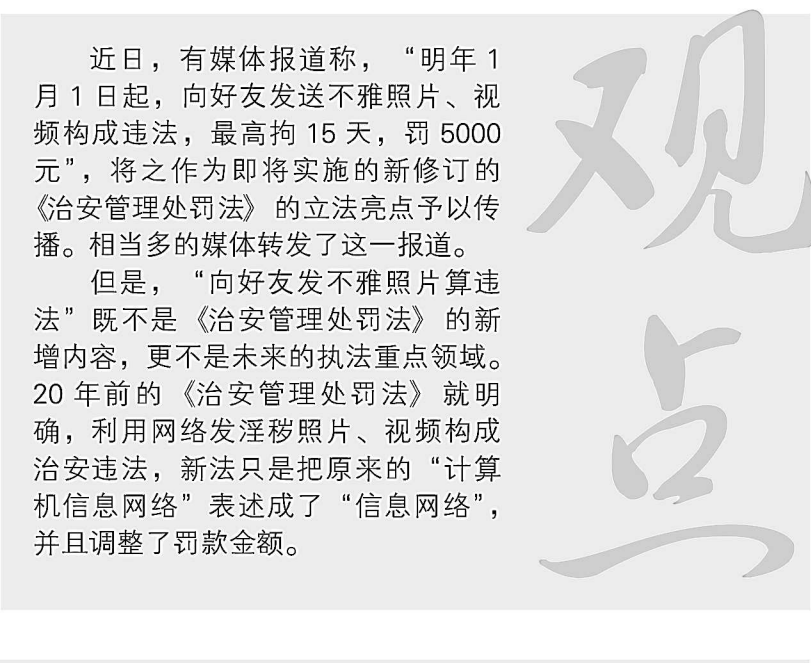 近日，有媒体报道称，“明年 1
月 1 日起，向好友发送不雅照片、视
频构成违法，最高拘 15 天，罚 5000
元”，将之作为即将实施的新修订的
《治安管理处罚法》的立法亮点予以传
播。相当多的媒体转发了这一报道。
但是，“向好友发不雅照片算违
法”既不是《治安管理处罚法》的新
增内容，更不是未来的执法重点领域。
20 年前的《治安管理处罚法》就明
确，利用网络发淫秽照片、视频构成
治安违法，新法只是把原来的“计算
机信息网络”表述成了“信息网络”，
并且调整了罚款金额。
观
点